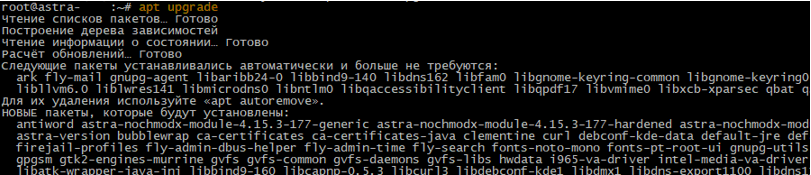 root@astra- :~# apt upgrade
Чтение списков пакетов… Готово
Построение дерева зависимостей
Чтение информации о состоянии… Готово
Расчёт обновлений… Готово
Следующие пакеты устанавливались автоматически и больше не требуются:
ark fly-mail gnupg-agent libaribb24-0 libbind9-140 libdns162 libfam0 libgnome-keyring-common libgnome-keyring0
libllvm6.0 liblwres141 libmicrodns0 libntlm0 libqaccessibilityclient libqpdf17 libvmime0 libxcb-xparsec qbat q
Для их удаления используйте «apt autoremove».
НОВЫЕ пакеты, которые будут установлены:
antiword astra-nochmodx-module-4.15.3-177-generic astra-nochmodx-module-4.15.3-177-hardened astra-nochmodx-mod
astra-version bubblewrap ca-certificates ca-certificates-java clementine curl debconf-kde-data default-jre def
firejail-profiles fly-admin-dbus-helper fly-admin-time fly-search fonts-noto-mono fonts-pt-root-ui gnupg-utils
gpgsm gtk2-engines-murrine gvfs gvfs-common gvfs-daemons gvfs-libs hwdata i965-va-driver intel-media-va-driver
libatk-wrapper-java-jni libbind9-160 libcapnp-0.5.3 libcurl3 libdebconf-kde1 libdmx1 libdns-export1100 libdns1